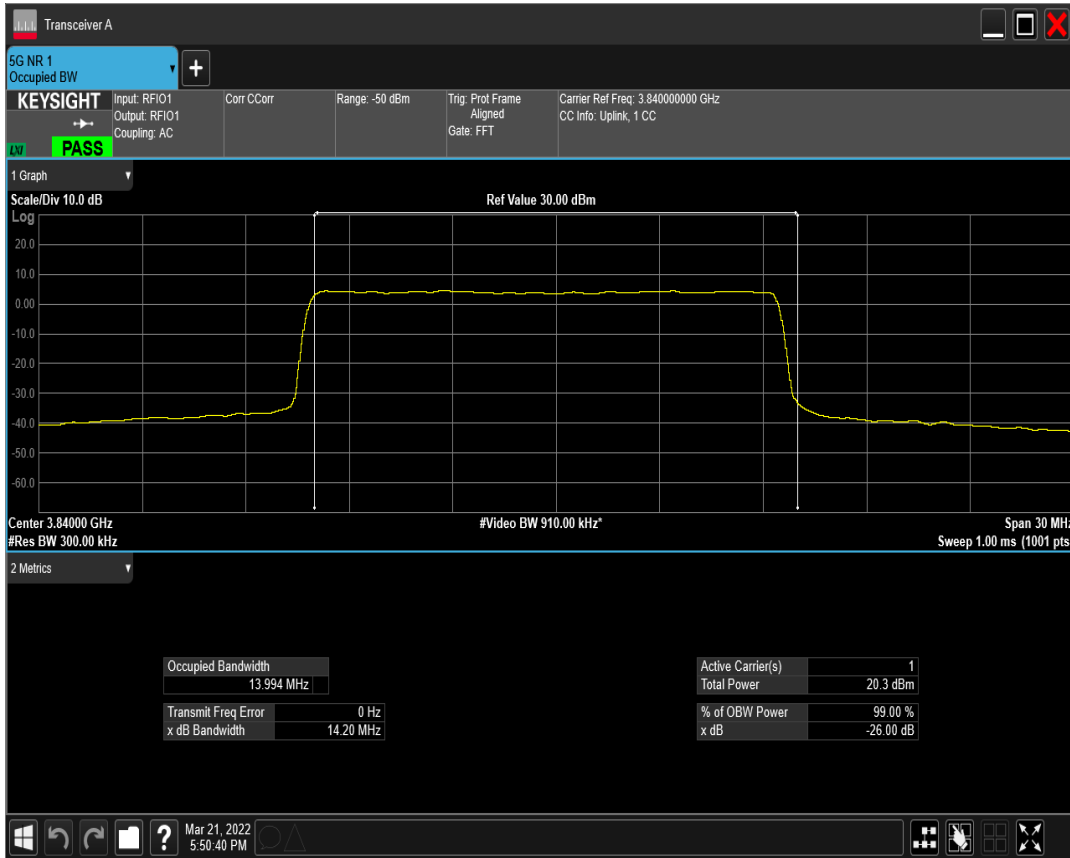 Transceiver A
5G NR 1
Occupied BW
KEYSIGHT
LXI
PASS
Input: RFIO1
Output: RFIO1
Coupling: AC
Corr CCorr
Range: -50 dBm
Trig: Prot Frame
Aligned
Gate: FFT
Carrier Ref Freq: 3.840000000 GHz
CC Info: Uplink, 1 CC
1 Graph
Scale/Div 10.0 dB
Ref Value 30.00 dBm
Log
20.0
10.0
0.00
-10.0
-20.0
-30.0
-40.0
-50.0
-60.0
Center 3.84000 GHz
#Video BW 910.00 kHz*
Span 30 MHz
#Res BW 300.00 kHz
Sweep 1.00 ms (1001 pts
2 Metrics
Occupied Bandwidth
13.994 MHz
Transmit Freq Error 0 Hz
x dB Bandwidth 14.20 MHz
Active Carrier(s) 1
Total Power 20.3 dBm
% of OBW Power 99.00 %
x dB -26.00 dB
?
Mar 21, 2022
5:50:40 PM